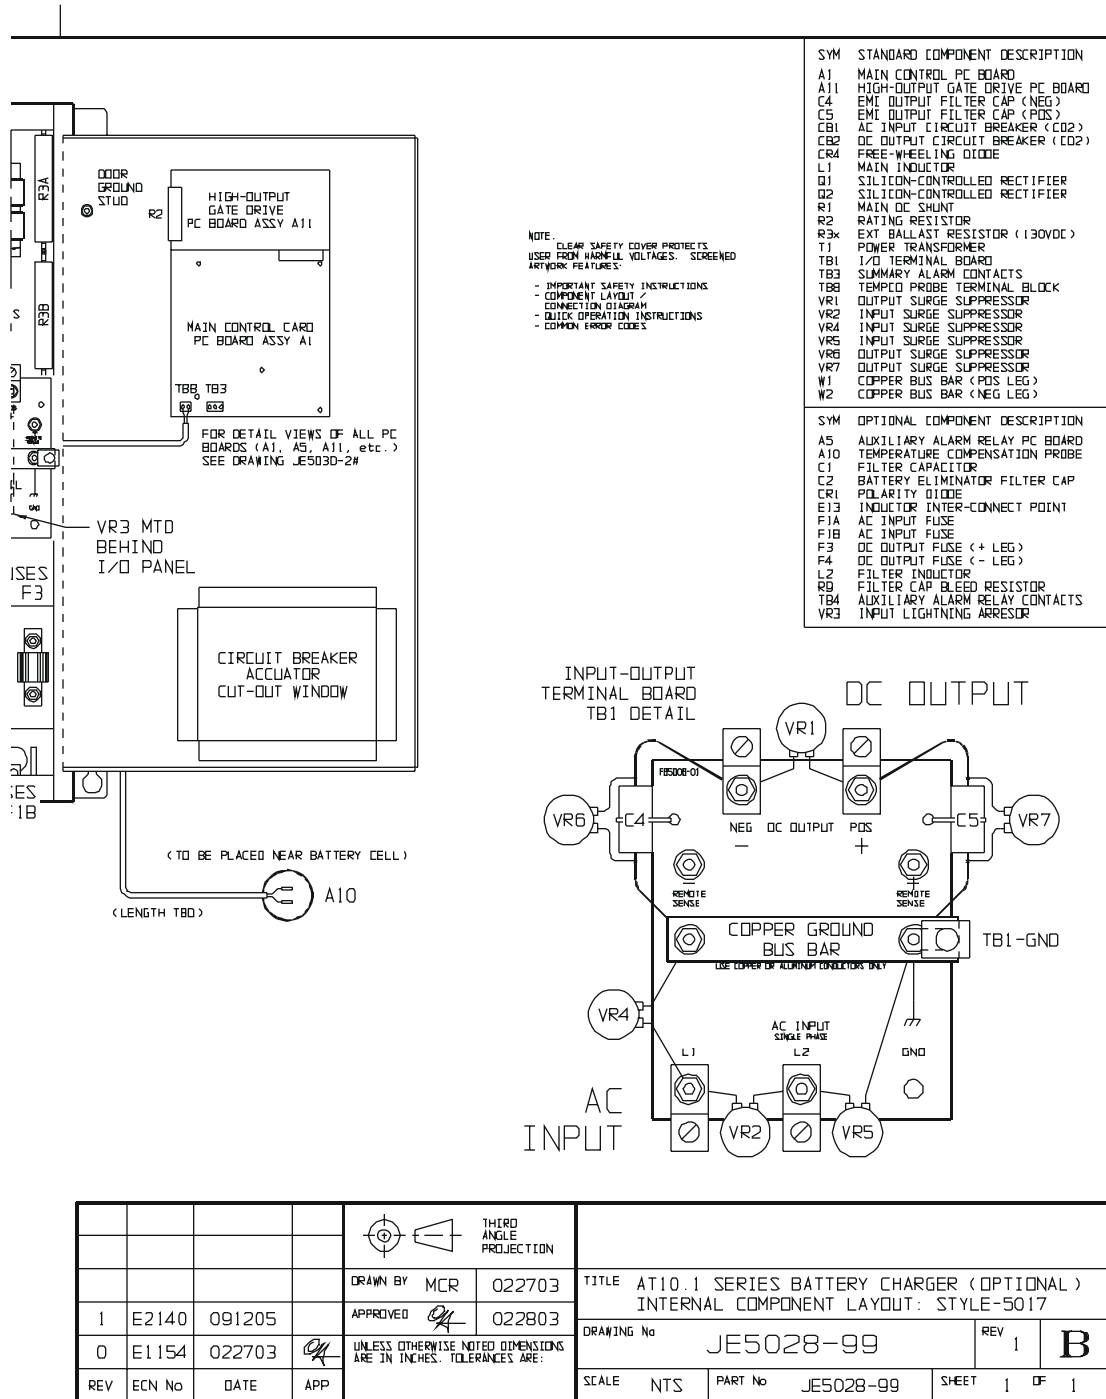 SYM STANDARD COMPONENT DESCRIPTION
A1 MAIN CONTROL PC BOARD
A11 HIGH-OUTPUT GATE DRIVE PC BOARD
C4 EMI OUTPUT FILTER CAP (NEG)
C5 EMI OUTPUT FILTER CAP (POS)
CB1 AC INPUT CIRCUIT BREAKER (CD2)
CB2 DC OUTPUT CIRCUIT BREAKER (CD2)
CR4 FREE-WHEELING DIODE
L1 MAIN INDUCTOR
Q1 SILICON-CONTROLLED RECTIFIER
Q2 SILICON-CONTROLLED RECTIFIER
R1 MAIN DC SHUNT
R2 RATING RESISTOR
R3x EXT BALLAST RESISTOR (130VDC)
T1 POWER TRANSFORMER
TB1 I/O TERMINAL BOARD
TB3 SUMMARY ALARM CONTACTS
TB8 TEMPCO PROBE TERMINAL BLOCK
VR1 OUTPUT SURGE SUPPRESSOR
VR2 INPUT SURGE SUPPRESSOR
VR4 INPUT SURGE SUPPRESSOR
VR5 INPUT SURGE SUPPRESSOR
VR6 OUTPUT SURGE SUPPRESSOR
VR7 OUTPUT SURGE SUPPRESSOR
W1 COPPER BUS BAR (POS LEG)
W2 COPPER BUS BAR (NEG LEG)
SYM OPTIONAL COMPONENT DESCRIPTION
A5 AUXILIARY ALARM RELAY PC BOARD
A10 TEMPERATURE COMPENSATION PROBE
C1 FILTER CAPACITOR
C2 BATTERY ELIMINATOR FILTER CAP
CR1 POLARITY DIODE
E13 INDUCTOR INTER-CONNECT POINT
F1A AC INPUT FUSE
F1B AC INPUT FUSE
F3 DC OUTPUT FUSE (+ LEG)
F4 DC OUTPUT FUSE (- LEG)
L2 FILTER INDUCTOR
R9 FILTER CAP BLEED RESISTOR
TB4 AUXILIARY ALARM RELAY CONTACTS
VR3 INPUT LIGHTNING ARRESOR
R3A
R3B
DOOR
GROUND
STUD
R2
HIGH-OUTPUT
GATE DRIVE
PC BOARD ASSY A11
MAIN CONTROL CARD
PC BOARD ASSY A1
TB8 TB3
FOR DETAIL VIEWS OF ALL PC
BOARDS (A1, A5, A11, etc.)
SEE DRAWING JE5030-2#
NOTE:
CLEAR SAFETY COVER PROTECTS
USER FROM HARMFUL VOLTAGES. SCREENED
ARTWORK FEATURES:
- IMPORTANT SAFETY INSTRUCTIONS
- COMPONENT LAYOUT /
CONNECTION DIAGRAM
- QUICK OPERATION INSTRUCTIONS
- COMMON ERROR CODES
S
EL
GND
VR3 MTD
BEHIND
I/O PANEL
USES
F3
CIRCUIT BREAKER
ACCUATOR
CUT-OUT WINDOW
ES
F1B
(TO BE PLACED NEAR BATTERY CELL)
A10
(LENGTH TBD)
INPUT-OUTPUT
TERMINAL BOARD
TB1 DETAIL
DC OUTPUT
VR1
FB5008-01
VR6
C4
NEG DC OUTPUT POS
- +
C5
VR7
- +
REMOTE
SENSE
REMOTE
SENSE
COPPER GROUND
BUS BAR
TB1-GND
USE COPPER OR ALUMINUM CONDUCTORS ONLY
VR4
AC INPUT
SINGLE PHASE
L1
L2
GND
AC
INPUT
VR2
VR5
THIRD
ANGLE
PROJECTION
DRAWN BY MCR 022703
APPROVED 022803
UNLESS OTHERWISE NOTED DIMENSIONS
ARE IN INCHES. TOLERANCES ARE:
1 E2140 091205
0 E1154 022703
REV ECN No DATE APP
TITLE AT10.1 SERIES BATTERY CHARGER (OPTIONAL)
INTERNAL COMPONENT LAYOUT: STYLE-5017
DRAWING No JE5028-99 REV 1 B
SCALE NTS PART No JE5028-99 SHEET 1 OF 1